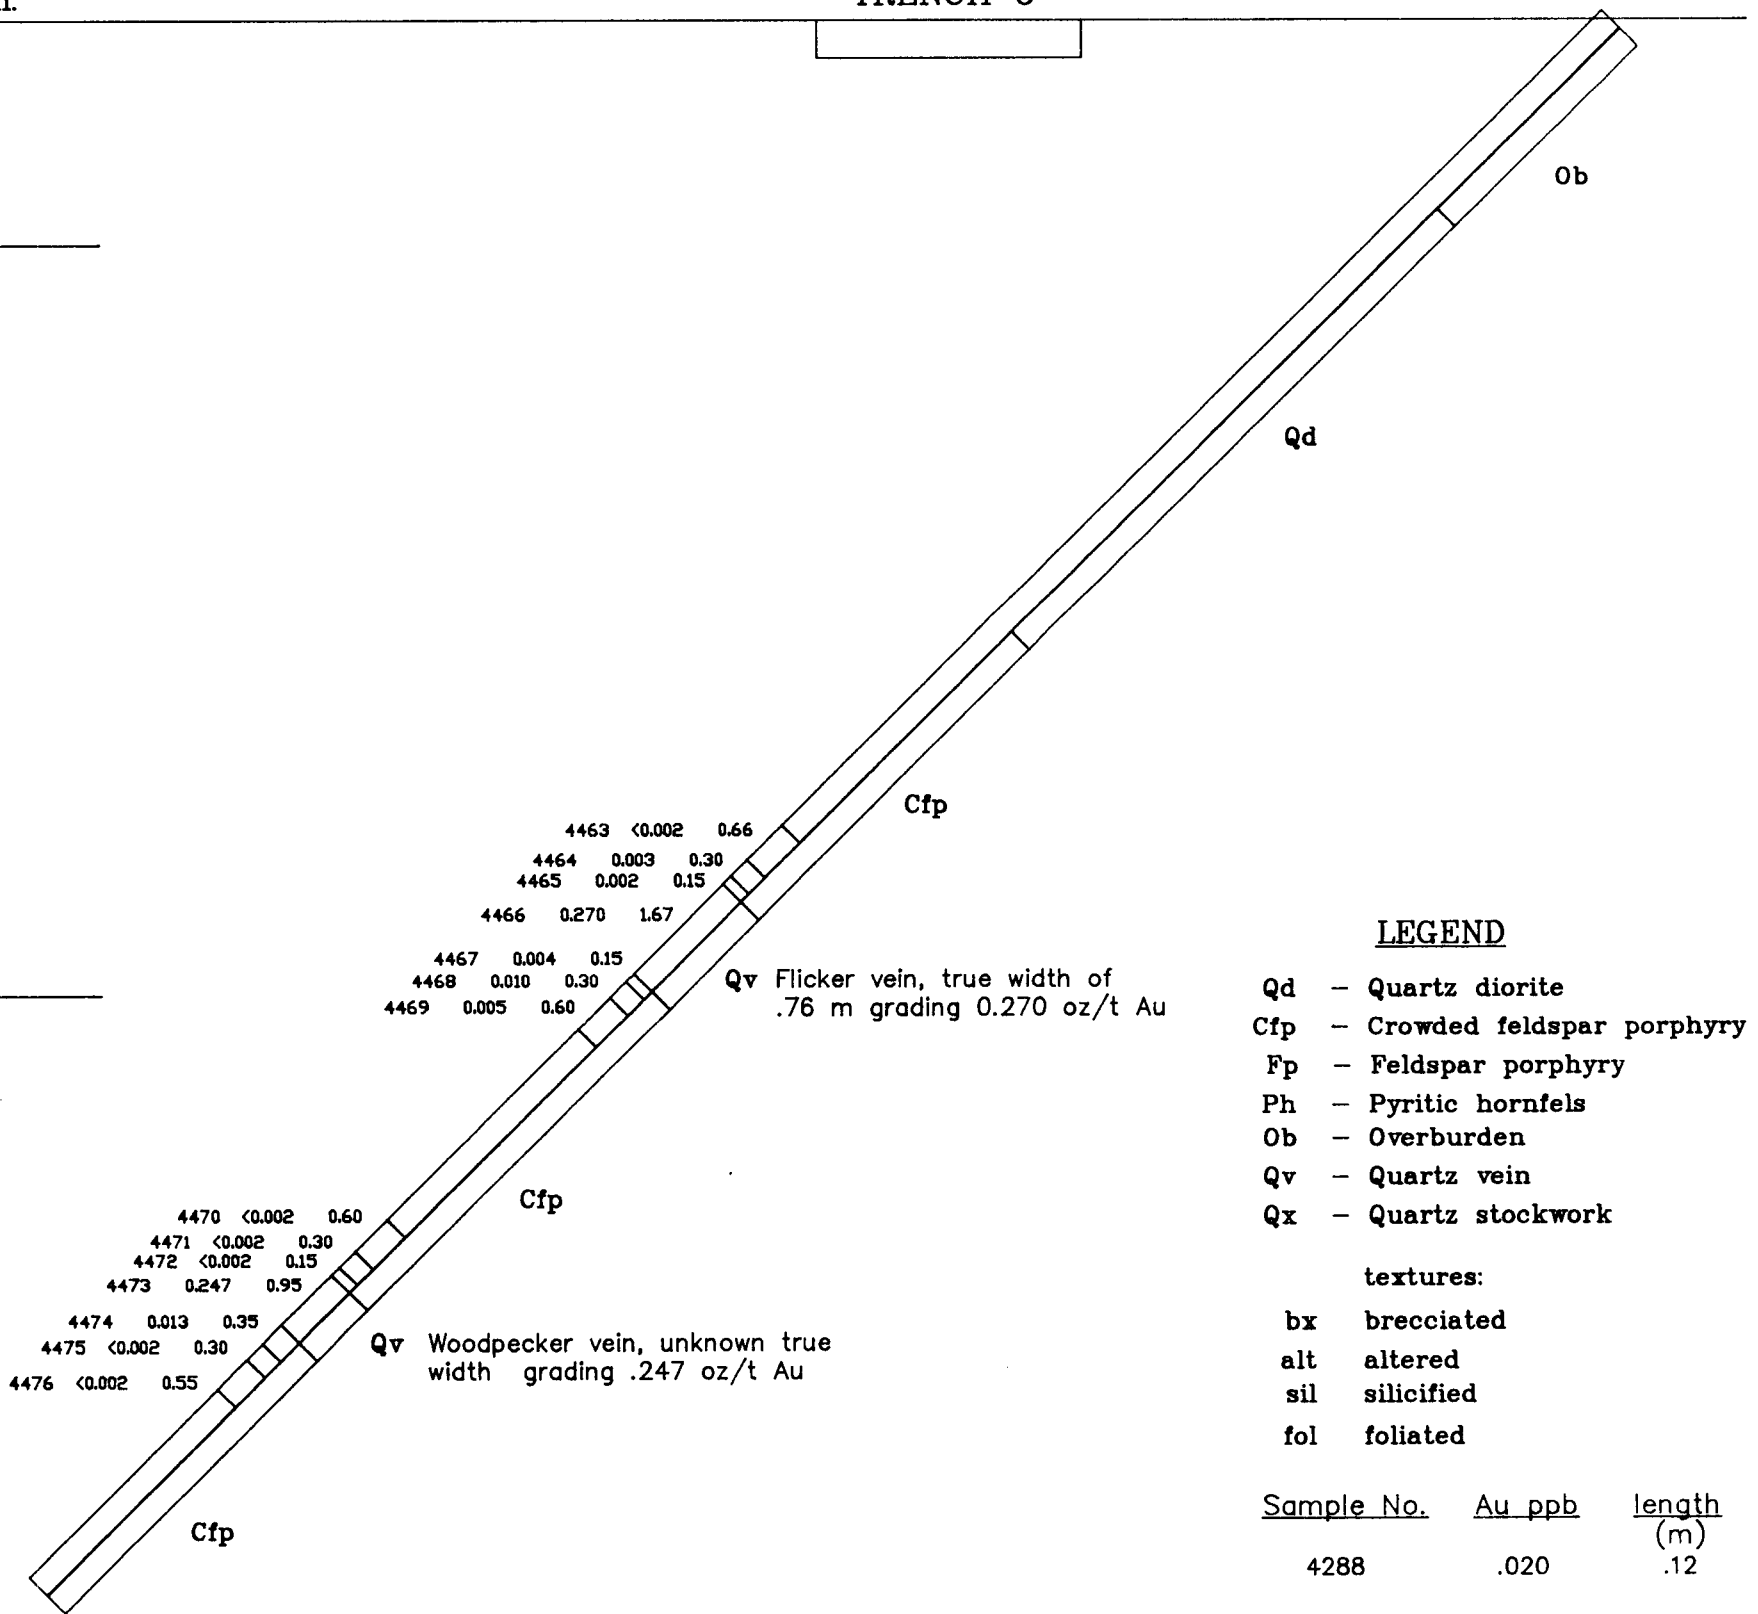 Ob
Qd
Cfp
4463 <0.002 0.66
4464 0.003 0.30
4465 0.002 0.15
4466 0.270 1.67
4467 0.004 0.15
4468 0.010 0.30
4469 0.005 0.60
Qv Flicker vein, true width of
.76 m grading 0.270 oz/t Au
Cfp
4470 <0.002 0.60
4471 <0.002 0.30
4472 <0.002 0.15
4473 0.247 0.95
4474 0.013 0.35
4475 <0.002 0.30
4476 <0.002 0.55
Qv Woodpecker vein, unknown true
width grading .247 oz/t Au
Cfp
LEGEND
Qd – Quartz diorite
Cfp – Crowded feldspar porphyry
Fp – Feldspar porphyry
Ph – Pyritic hornfels
Ob – Overburden
Qv – Quartz vein
Qx – Quartz stockwork
textures:
bx brecciated
alt altered
sil silicified
fol foliated
Sample No. Au ppb length
(m)
4288 .020 .12